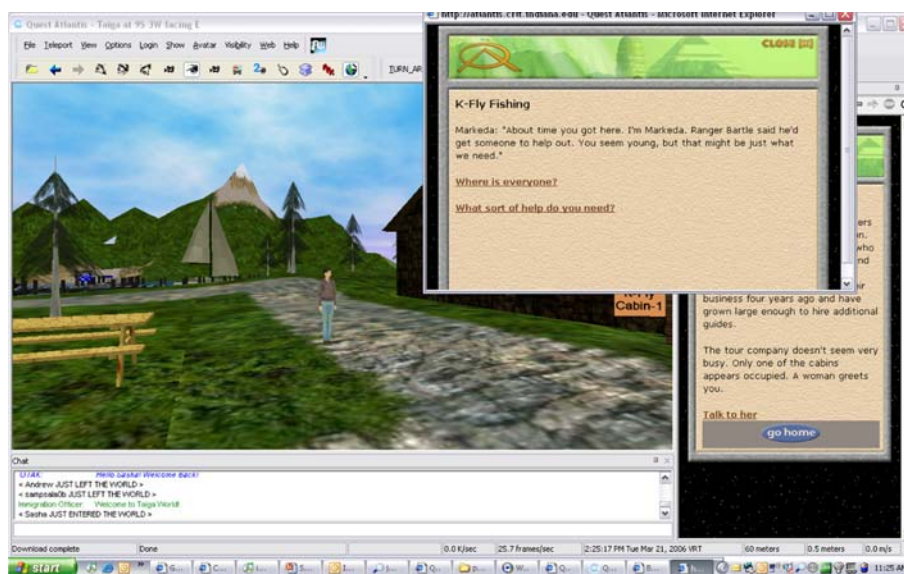 Quest Atlantis - Taiga at 95 3W facing E
File Teleport View Options Login Show Avatar Visibility Web Help
http://atlantis.crlt.indiana.edu - Quest Atlantis - Microsoft Internet Explorer
CLOSE [X]
K-Fly Fishing
Markeda: "About time you got here. I'm Markeda. Ranger Bartle said he'd
get someone to help out. You seem young, but that might be just what
we need."
Where is everyone?
What sort of help do you need?
K-Fly
Cabin-1
business four years ago and have
grown large enough to hire additional
guides.
The tour company doesn't seem very
busy. Only one of the cabins
appears occupied. A woman greets
you.
Talk to her
go home
Chat
Hello Sasha! Welcome Back!
< Andrew JUST LEFT THE WORLD >
< sampsala0b JUST LEFT THE WORLD >
Immigration Officer: Welcome to Taiga World!
< Sasha JUST ENTERED THE WORLD >
Download complete Done 0.0 K/sec 25.7 frames/sec 2:25:17 PM Tue Mar 21, 2006 VRT 60 meters 0.5 meters 0.0 m/s
start 11:25 AM